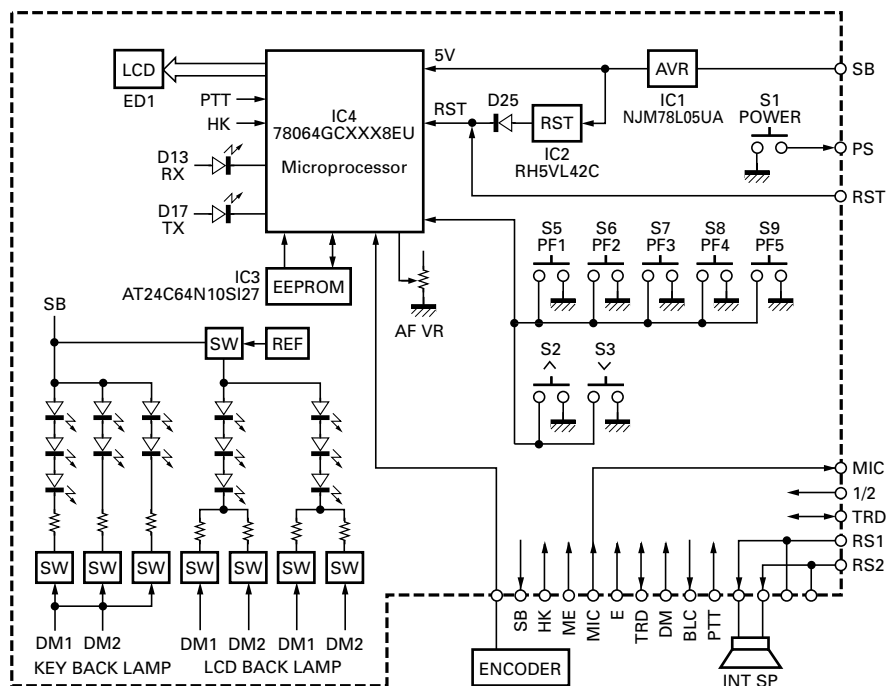 LCD
ED1
PTT
HK
D13
RX
D17
TX
IC4
78064GCXXX8EU
Microprocessor
5V
RST
D25
RST
IC2
RH5VL42C
AVR
IC1
NJM78L05UA
S1
POWER
SB
PS
RST
IC3
AT24C64N10SI27
EEPROM
AF VR
S5
PF1
S6
PF2
S7
PF3
S8
PF4
S9
PF5
S2
^
S3
v
SB
SW
REF
SW
SW
SW
SW
SW
SW
SW
DM1
DM2
KEY BACK LAMP
DM1
DM2
DM1
DM2
LCD BACK LAMP
MIC
1/2
TRD
RS1
RS2
SB
HK
ME
MIC
E
TRD
DM
BLC
PTT
ENCODER
INT SP